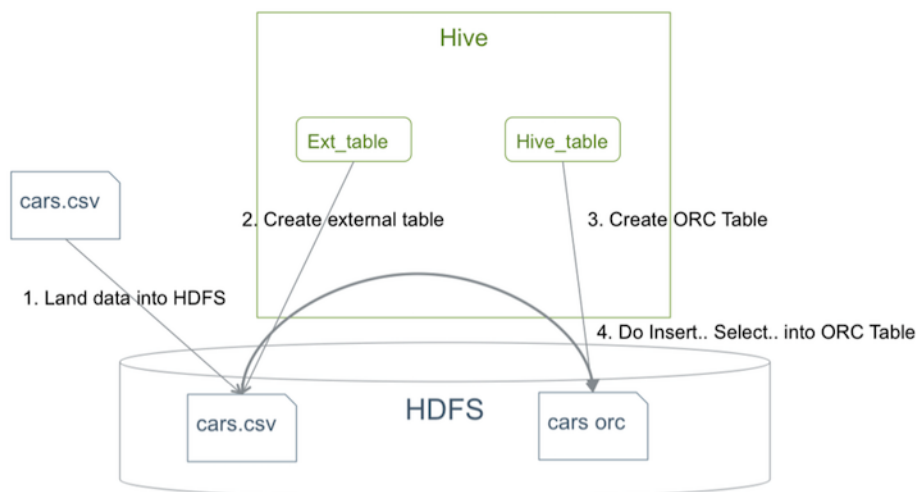 Hive
Ext_table
Hive_table
cars.csv
2. Create external table
3. Create ORC Table
1. Land data into HDFS
4. Do Insert.. Select.. into ORC Table
cars.csv
HDFS
cars orc